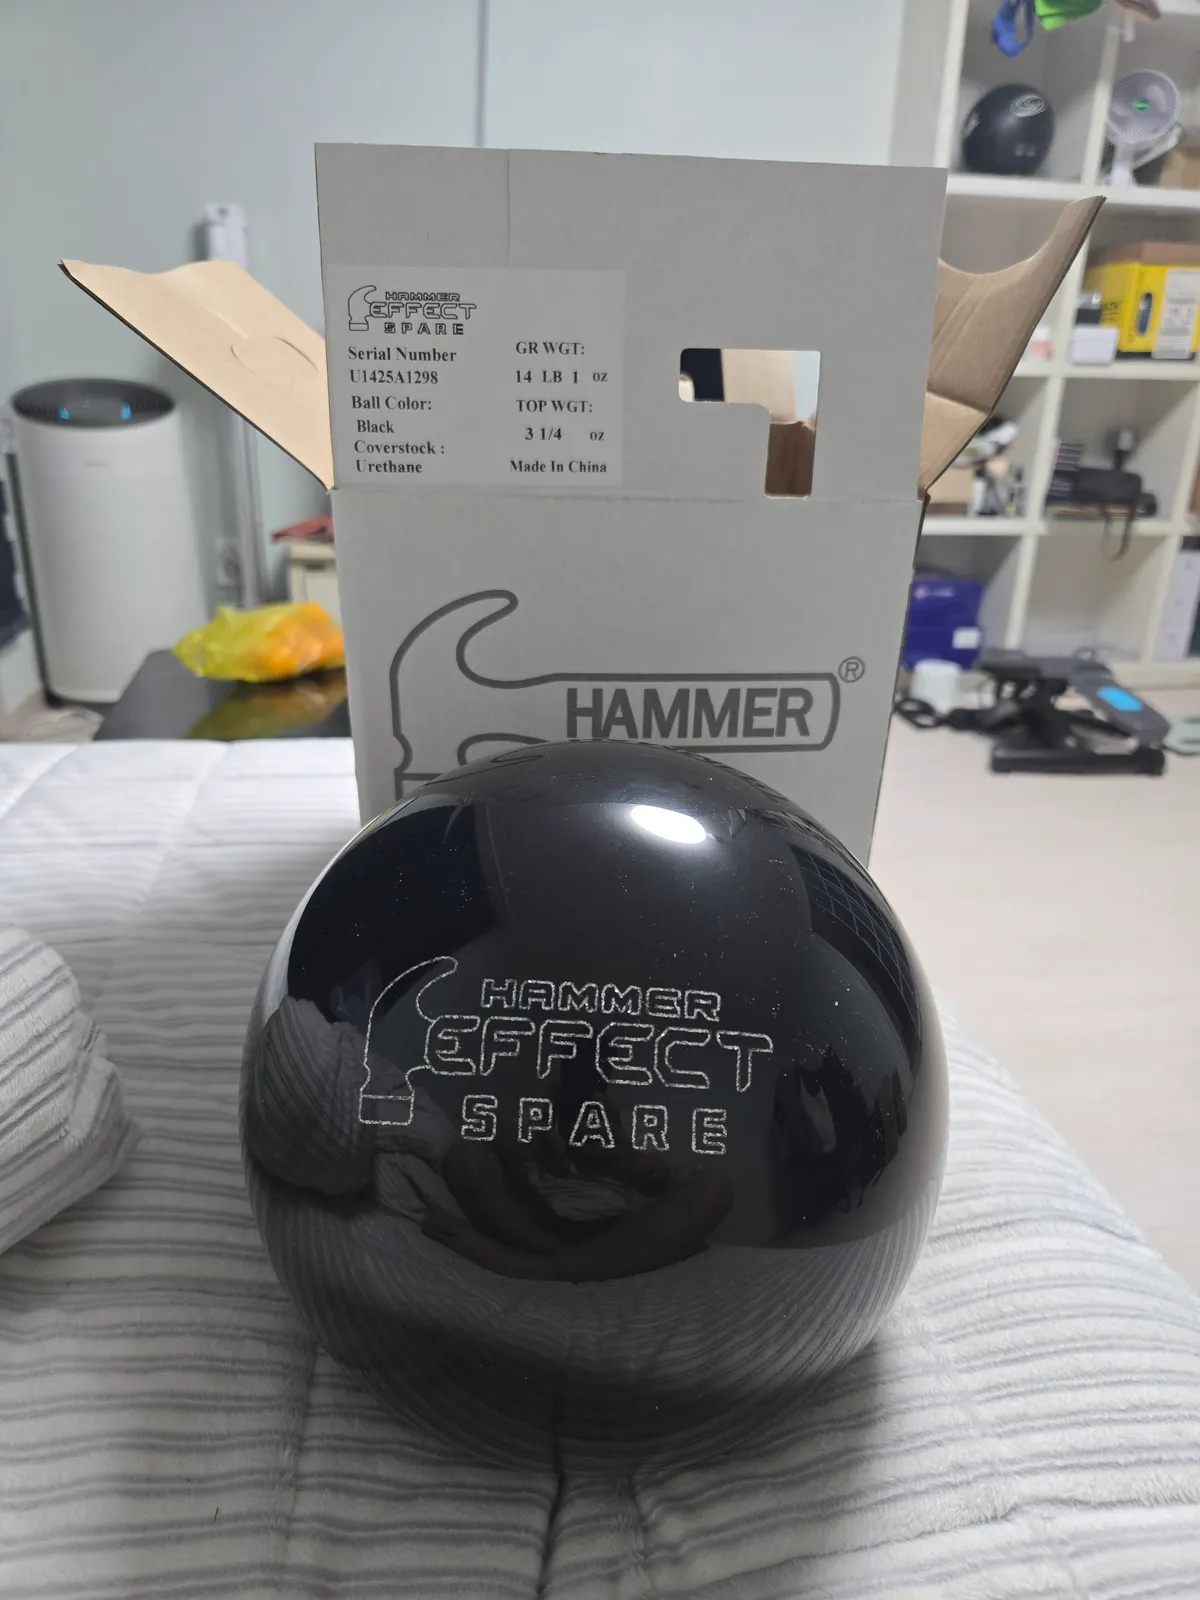 HAMMER
EFFECT
SPARE
Serial Number
U1425A1298
Ball Color:
Black
Coverstock :
Urethane
GR WGT:
14 LB 1 oz
TOP WGT:
3 1/4 oz
Made In China
HAMMER®
HAMMER
EFFECT
SPARE